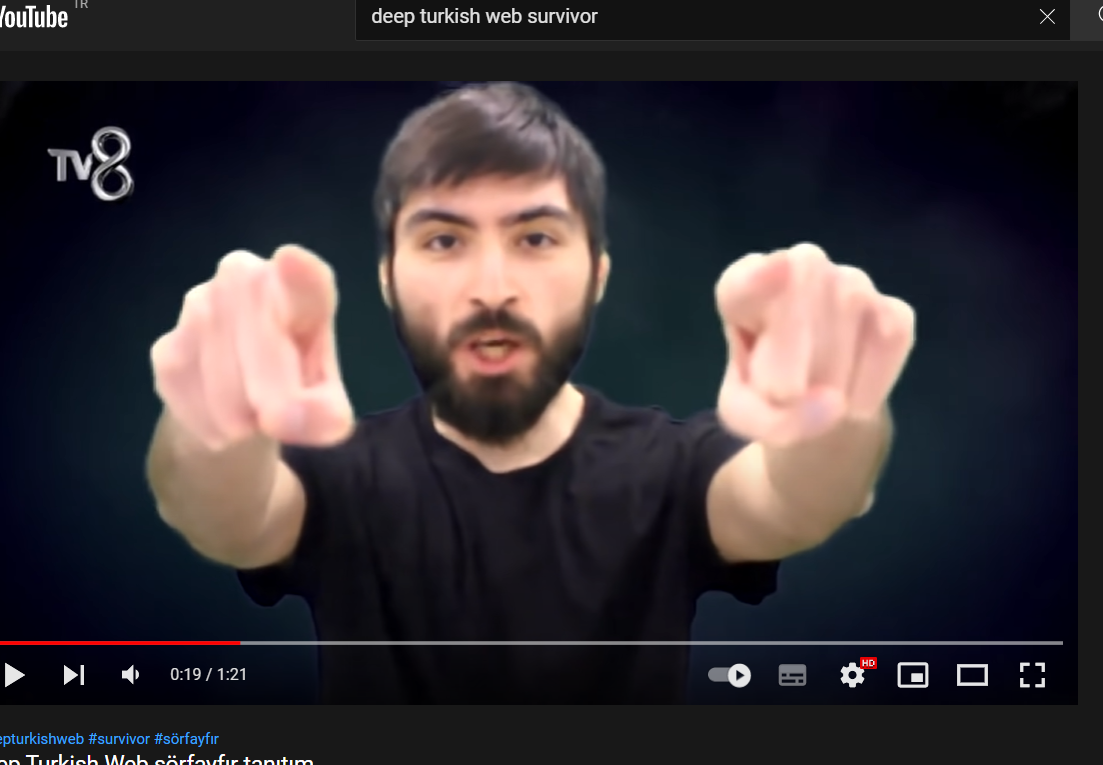 YouTube TR
deep turkish web survivor
TV8
0:19 / 1:21
HD
epturkishweb #survivor #sörfayfır
ep Turkish Web sörfayfır tanıtım